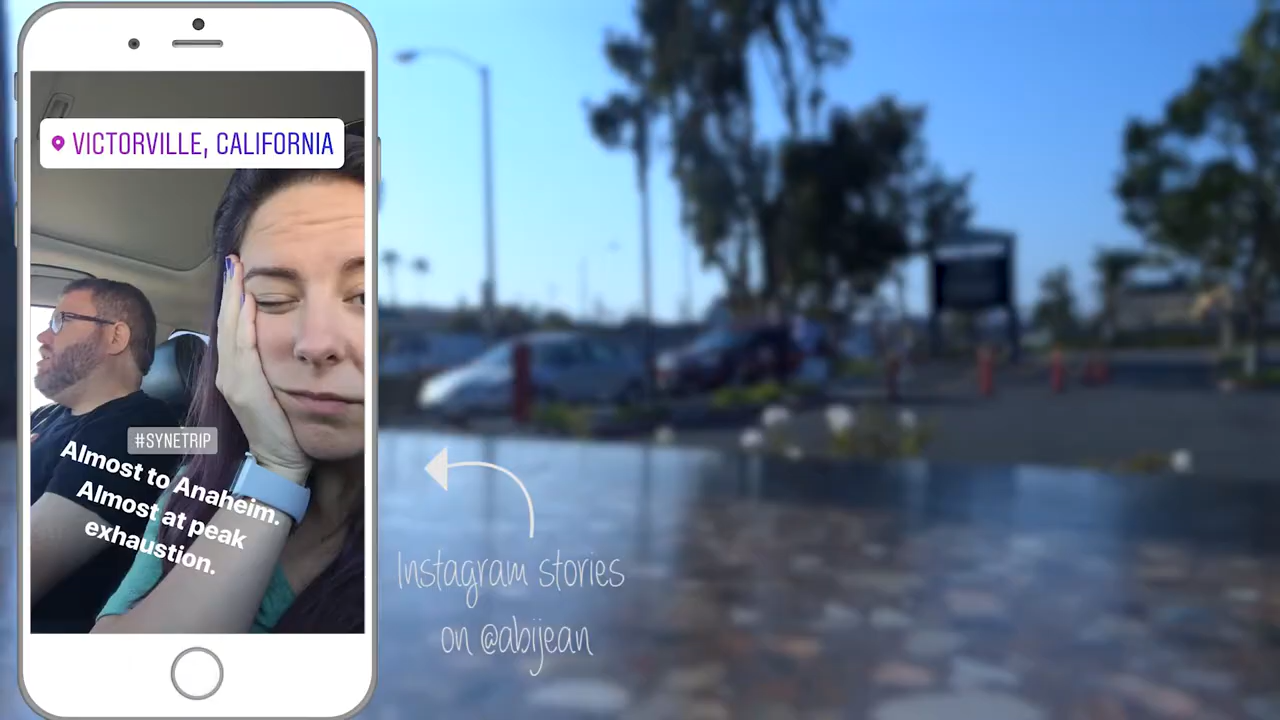 VICTORVILLE, CALIFORNIA
#SYNETRIP
Almost to Anaheim.
Almost at peak
exhaustion.
Instagram stories
on @abijean